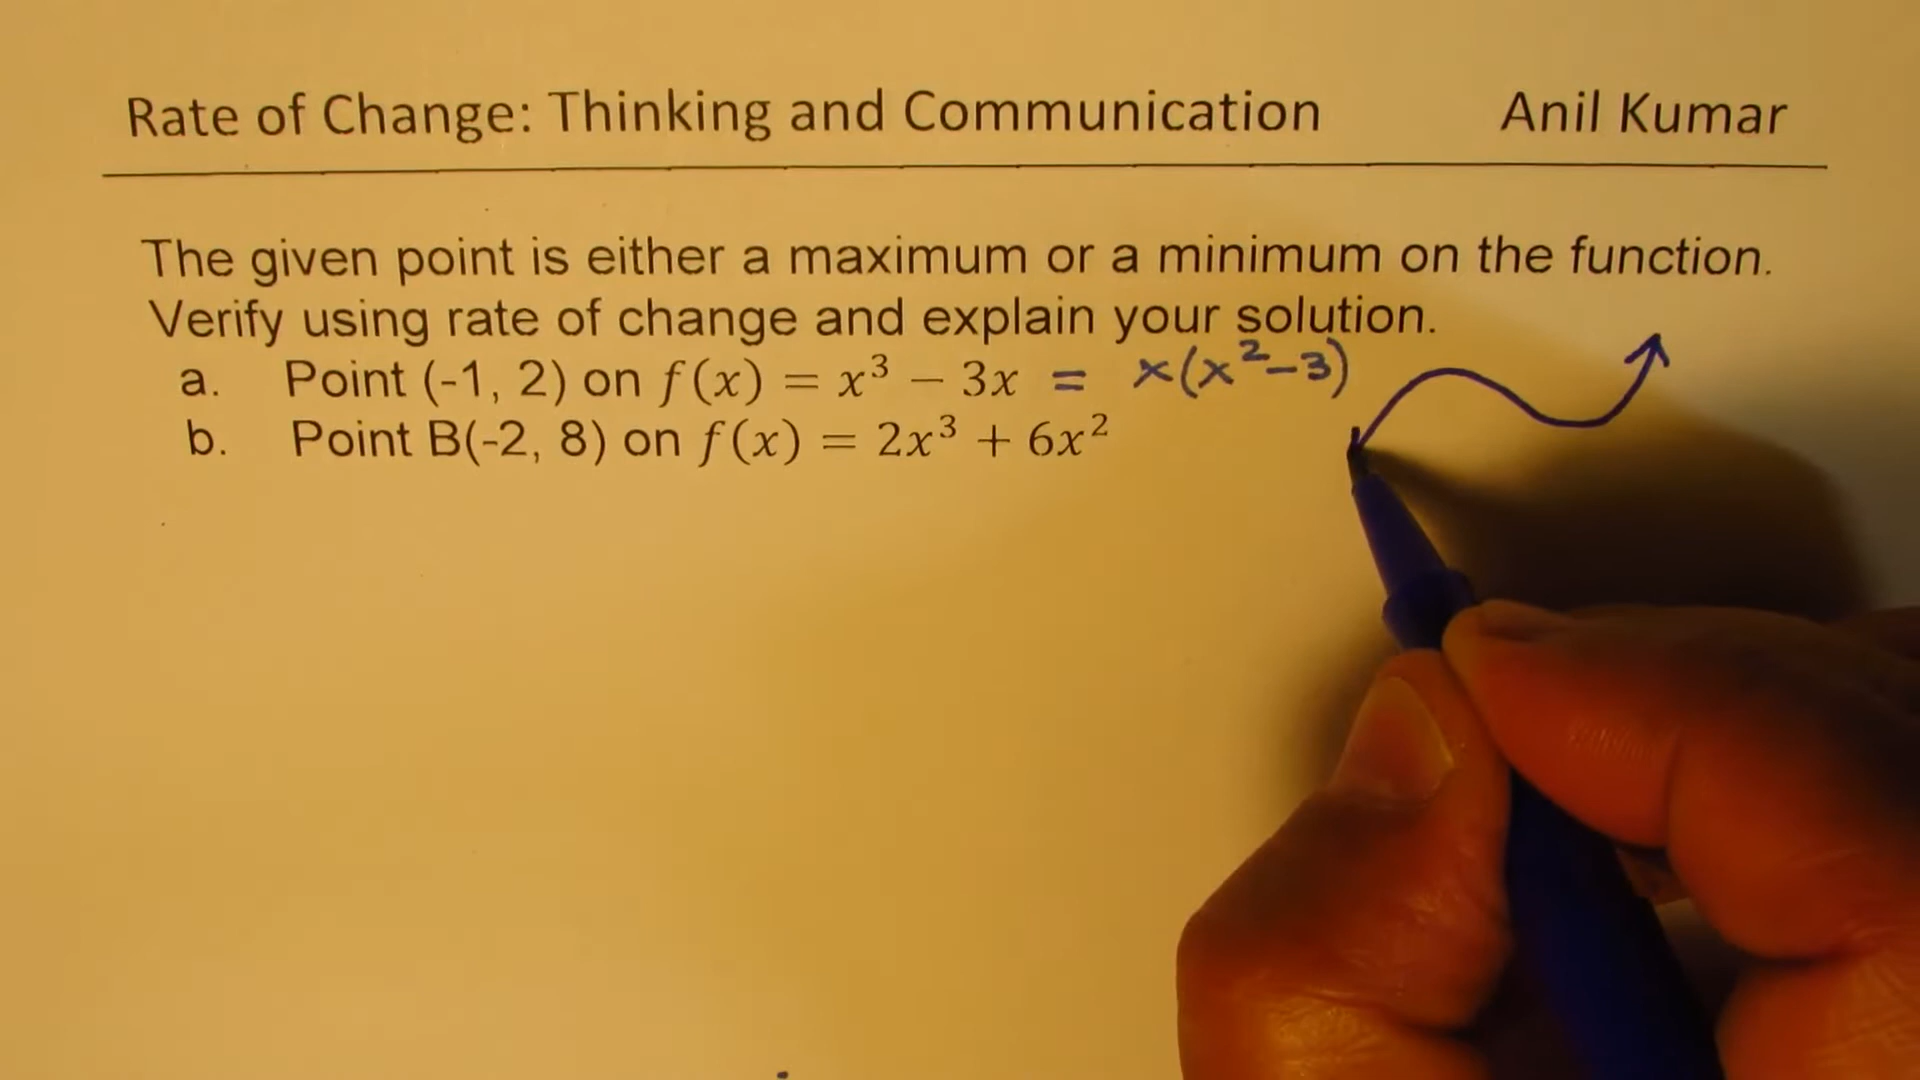 Rate of Change: Thinking and Communication Anil Kumar
The given point is either a maximum or a minimum on the function.
Verify using rate of change and explain your solution.
a. Point (-1, 2) on f(x) = x³ − 3x = x(x²−3)
b. Point B(-2, 8) on f(x) = 2x³ + 6x²